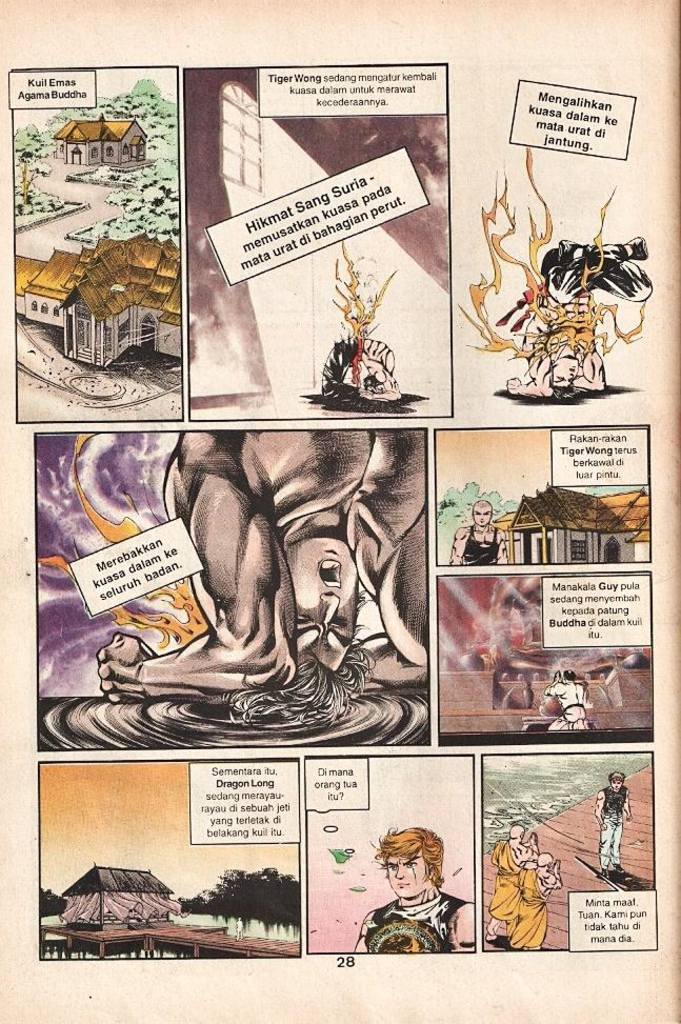 Kuil Emas
Agama Buddha
Tiger Wong sedang mengatur kembali
kuasa dalam untuk merawat
kecederaannya.
Hikmat Sang Suria -
memusatkan kuasa pada
mata urat di bahagian perut.
Mengalihkan
kuasa dalam ke
mata urat di
jantung.
Merebakkan
kuasa dalam ke
seluruh badan.
Rakan-rakan
Tiger Wong terus
berkawal di
luar pintu.
Manakala Guy pula
sedang menyembah
kepada patung
Buddha di dalam kuil
itu.
Sementara itu,
Dragon Long
sedang merayau-
rayau di sebuah jeti
yang terletak di
belakang kuil itu.
Di mana
orang tua
itu?
Minta maaf,
Tuan. Kami pun
tidak tahu di
mana dia.
28